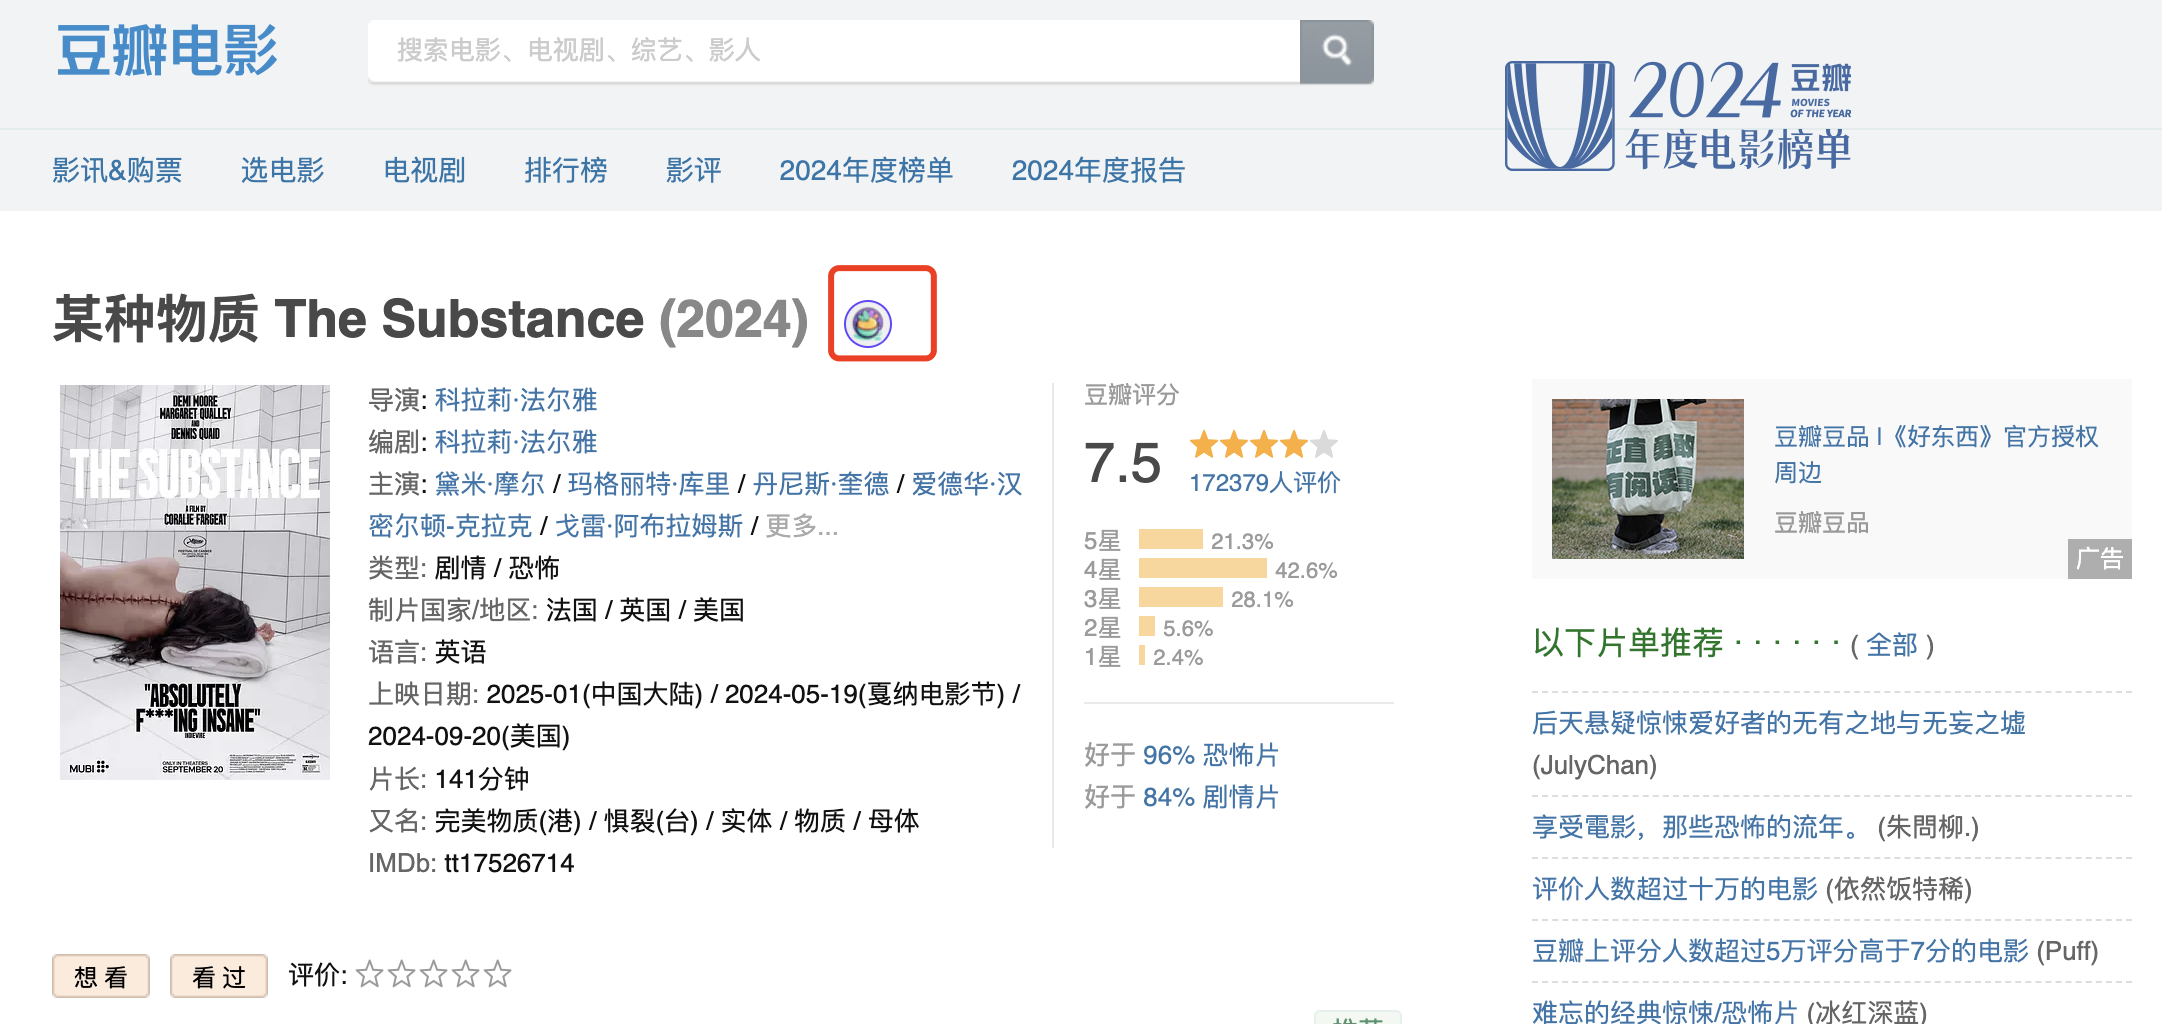 豆瓣电影
搜索电影、电视剧、综艺、影人
2024 豆瓣
MOVIES
OF THE YEAR
年度电影榜单
影讯&购票 选电影 电视剧 排行榜 影评 2024年度榜单 2024年度报告
某种物质 The Substance (2024)
DEMI MOORE
MARGARET QUALLEY
AND
DENNIS QUAID
THE SUBSTANCE
A FILM BY
CORALIE FARGEAT
"ABSOLUTELY
F***ING INSANE"
INDIEWIRE
MUBI
ONLY IN THEATERS
SEPTEMBER 20
导演: 科拉莉·法尔雅
编剧: 科拉莉·法尔雅
主演: 黛米·摩尔 / 玛格丽特·库里 / 丹尼斯·奎德 / 爱德华·汉
密尔顿-克拉克 / 戈雷·阿布拉姆斯 / 更多...
类型: 剧情 / 恐怖
制片国家/地区: 法国 / 英国 / 美国
语言: 英语
上映日期: 2025-01(中国大陆) / 2024-05-19(戛纳电影节) /
2024-09-20(美国)
片长: 141分钟
又名: 完美物质(港) / 惧裂(台) / 实体 / 物质 / 母体
IMDb: tt17526714
豆瓣评分
7.5
172379人评价
5星 21.3%
4星 42.6%
3星 28.1%
2星 5.6%
1星 2.4%
好于 96% 恐怖片
好于 84% 剧情片
想看 看过 评价:
正直 勇敢
有阅读量
豆瓣豆品 | 《好东西》官方授权
周边
豆瓣豆品
广告
以下片单推荐 · · · · · · ( 全部 )
后天悬疑惊悚爱好者的无有之地与无妄之墟
(JulyChan)
享受電影，那些恐怖的流年。 (朱問柳.)
评价人数超过十万的电影 (依然饭特稀)
豆瓣上评分人数超过5万评分高于7分的电影 (Puff)
难忘的经典惊悚/恐怖片 (冰红深蓝)
推荐